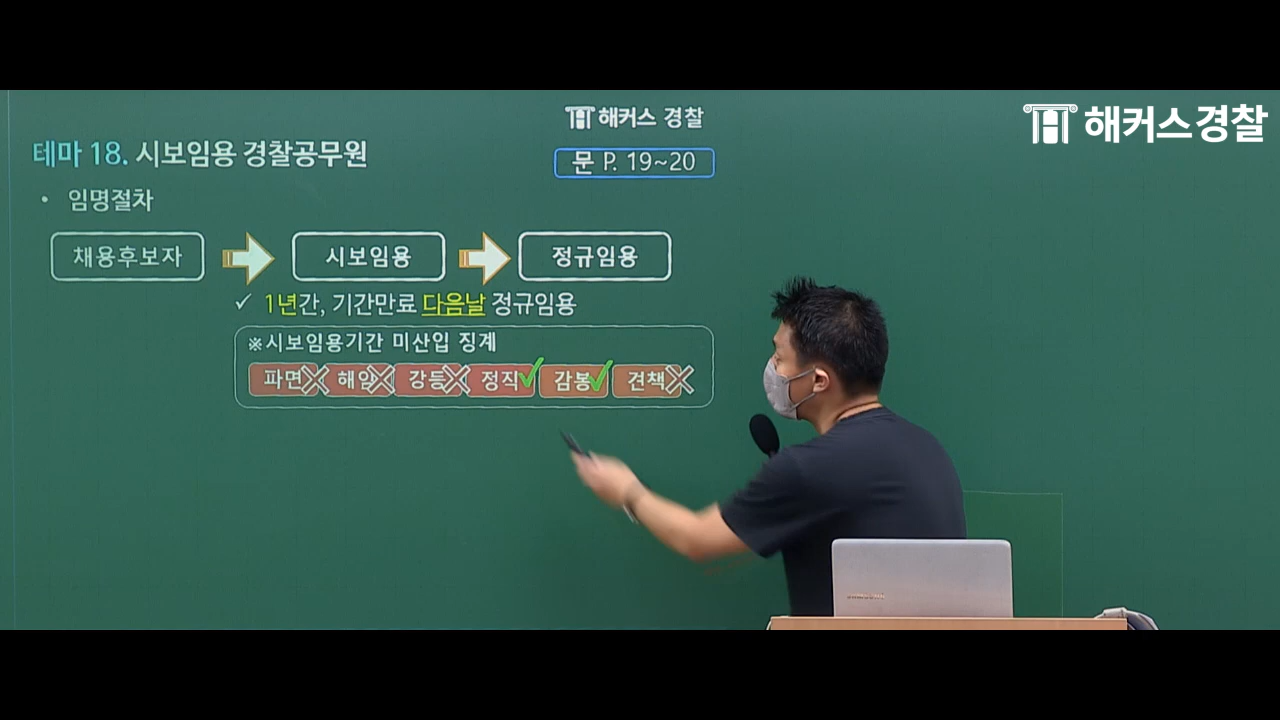 해커스 경찰
해커스경찰
테마 18. 시보임용 경찰공무원
문 P. 19~20
• 임명절차
채용후보자 시보임용 정규임용
✓ 1년간, 기간만료 다음날 정규임용
※시보임용기간 미산입 징계
파면 해임 강등 정직 감봉 견책
SAMSUNG